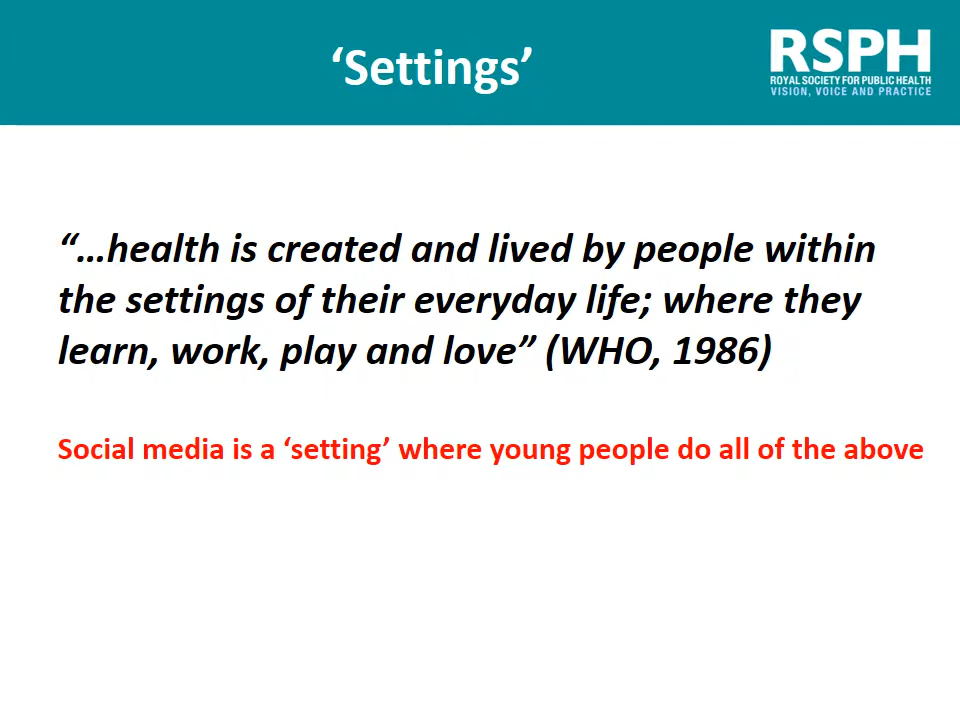 ‘Settings’
RSPH
ROYAL SOCIETY FOR PUBLIC HEALTH
VISION, VOICE AND PRACTICE
“…health is created and lived by people within
the settings of their everyday life; where they
learn, work, play and love” (WHO, 1986)
Social media is a ‘setting’ where young people do all of the above